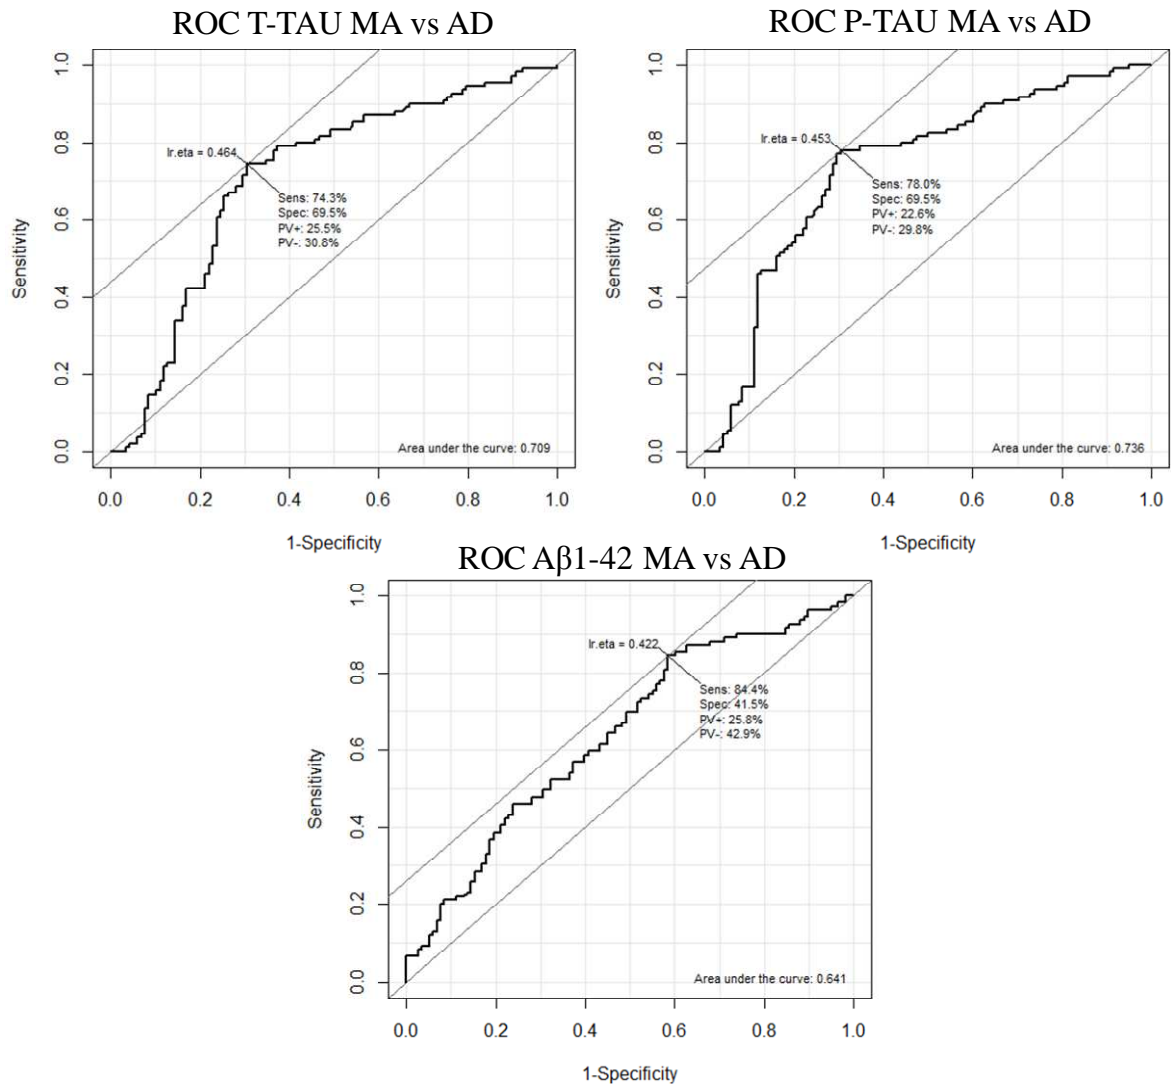 ROC T-TAU MA vs AD
1.0
0.8
0.6
0.4
0.2
0.0
Sensitivity
lr.eta = 0.464
Sens: 74.3%
Spec: 69.5%
PV+: 25.5%
PV-: 30.8%
Area under the curve: 0.709
0.0 0.2 0.4 0.6 0.8 1.0
1-Specificity
ROC P-TAU MA vs AD
1.0
0.8
0.6
0.4
0.2
0.0
Sensitivity
lr.eta = 0.453
Sens: 78.0%
Spec: 69.5%
PV+: 22.6%
PV-: 29.8%
Area under the curve: 0.736
0.0 0.2 0.4 0.6 0.8 1.0
1-Specificity
ROC Aβ1-42 MA vs AD
1.0
0.8
0.6
0.4
0.2
0.0
Sensitivity
lr.eta = 0.422
Sens: 84.4%
Spec: 41.5%
PV+: 25.8%
PV-: 42.9%
Area under the curve: 0.641
0.0 0.2 0.4 0.6 0.8 1.0
1-Specificity